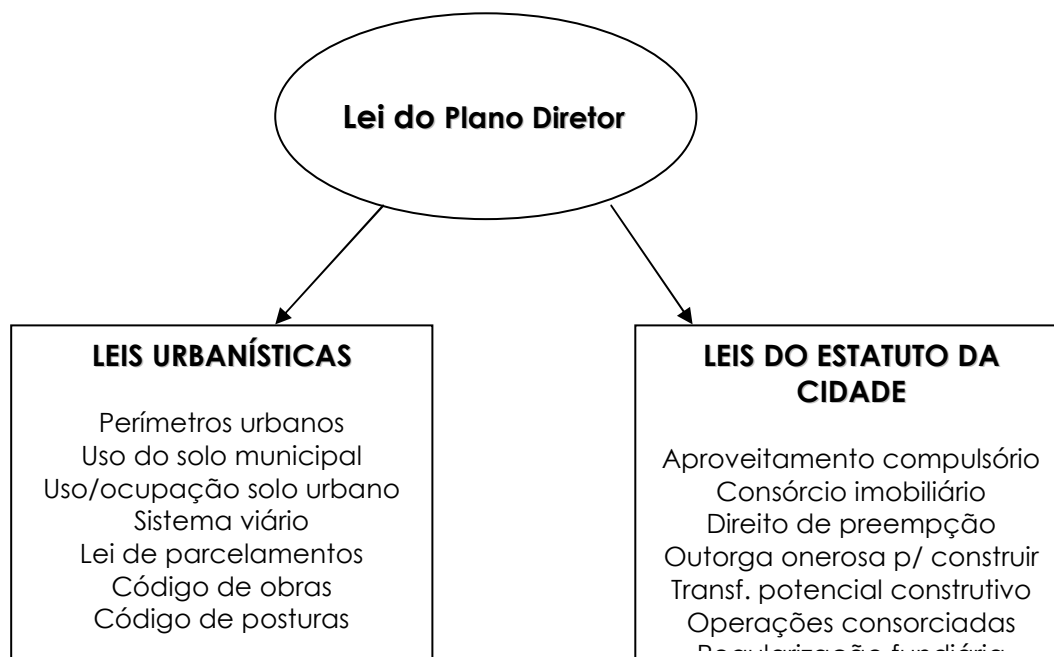 Lei do Plano Diretor
LEIS URBANÍSTICAS
Perímetros urbanos
Uso do solo municipal
Uso/ocupação solo urbano
Sistema viário
Lei de parcelamentos
Código de obras
Código de posturas
LEIS DO ESTATUTO DA
CIDADE
Aproveitamento compulsório
Consórcio imobiliário
Direito de preempção
Outorga onerosa p/ construir
Transf. potencial construtivo
Operações consorciadas
Regularização fundiária